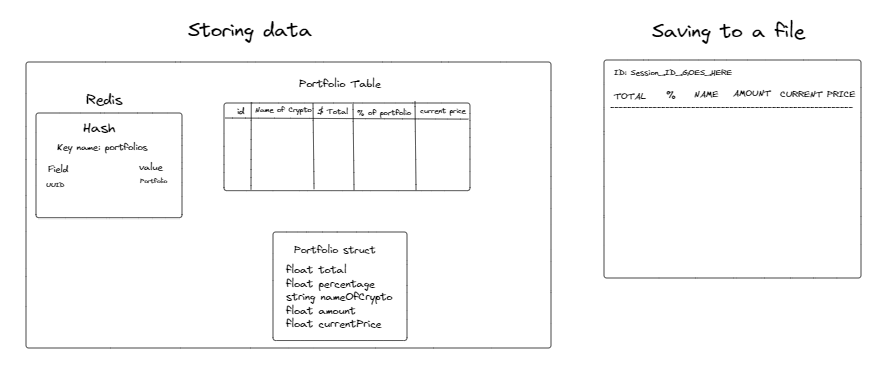 Storing data
Redis
Hash
Key name: portfolios
Field value
UUID Portfolio
Portfolio Table
id Name of Crypto $ Total % of portfolio current price
Portfolio struct
float total
float percentage
string nameOfCrypto
float amount
float currentPrice
Saving to a file
ID: Session_ID_GOES_HERE
TOTAL % NAME AMOUNT CURRENT PRICE